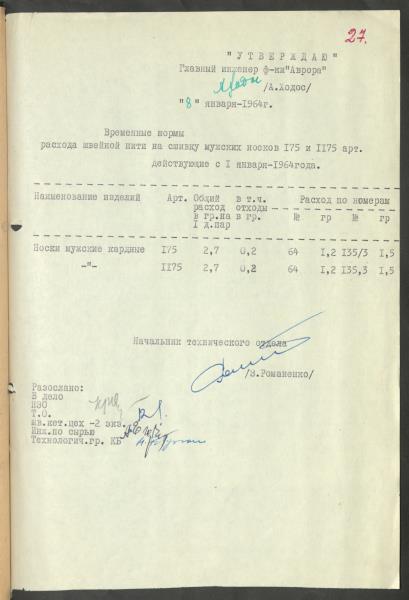 27.
"УТВЕРЖДАЮ"
Главный инженер ф-ки"Аврора"
/А.Ходос/
"8" января-1964г.
Временные нормы
расхода швейной нити на сшивку мужских носков I75 и II75 арт.
действующие с I января-1964года.
Наименование изделий Арт. Общий в т.ч. Расход по номерам
расход отходы
в гр.на в гр. № гр № гр
I д.пар
Носки мужские кардные I75 2,7 0,2 64 I,2 I35/3 I,5
-"- II75 2,7 0,2 64 I,2 I35,3 I,5
Начальник технического отдела
/З.Романенко/
Разослано:
В дело
ПЭО
Т.О.
шв.кет.цех -2 экз.
Инж.по сырью
Технологич.гр. КБ